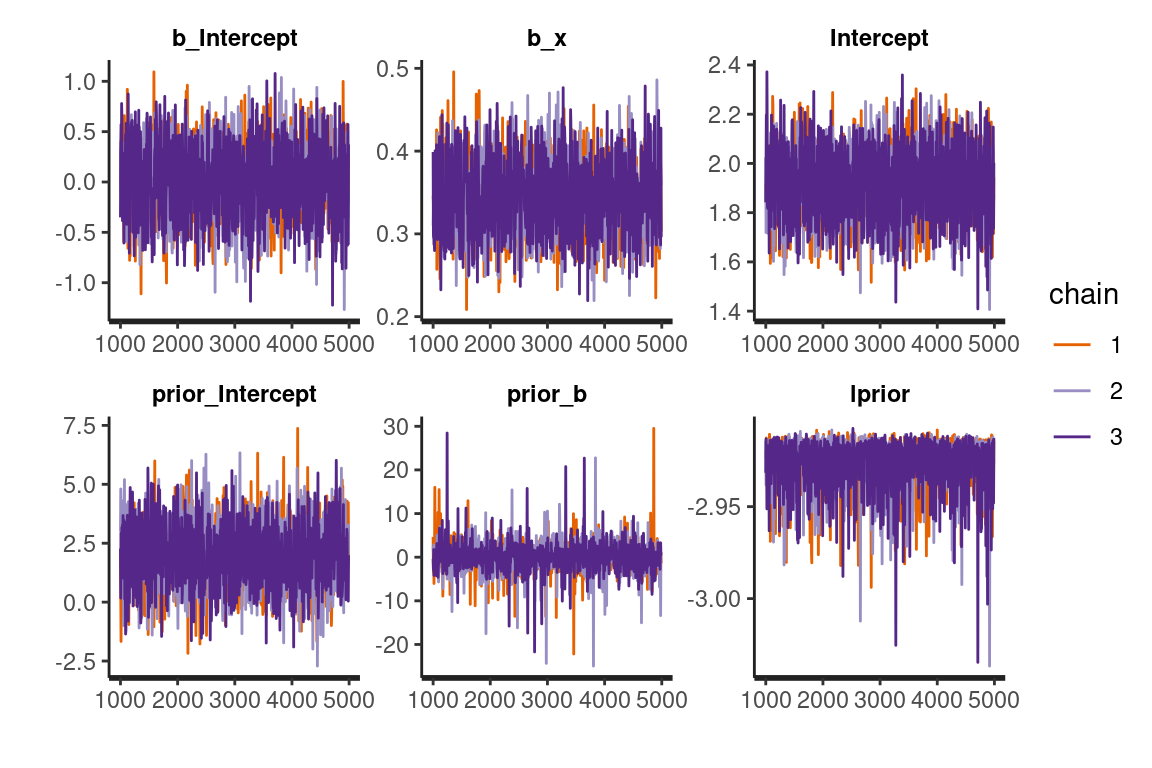 b_Intercept b_x Intercept
1.0 0.5 0.0 -0.5 -1.0
0.5 0.4 0.3 0.2
2.4 2.2 2.0 1.8 1.6 1.4
1000 2000 3000 4000 5000 1000 2000 3000 4000 5000 1000 2000 3000 4000 5000
prior_Intercept prior_b lprior
7.5 5.0 2.5 0.0 -2.5
30 20 10 0 -10 -20
-2.95 -3.00
1000 2000 3000 4000 5000 1000 2000 3000 4000 5000 1000 2000 3000 4000 5000
chain
1
2
3